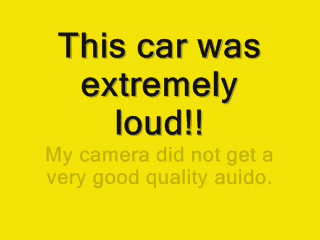 This car was
extremely
loud!!
My camera did not get a
very good quality auido.